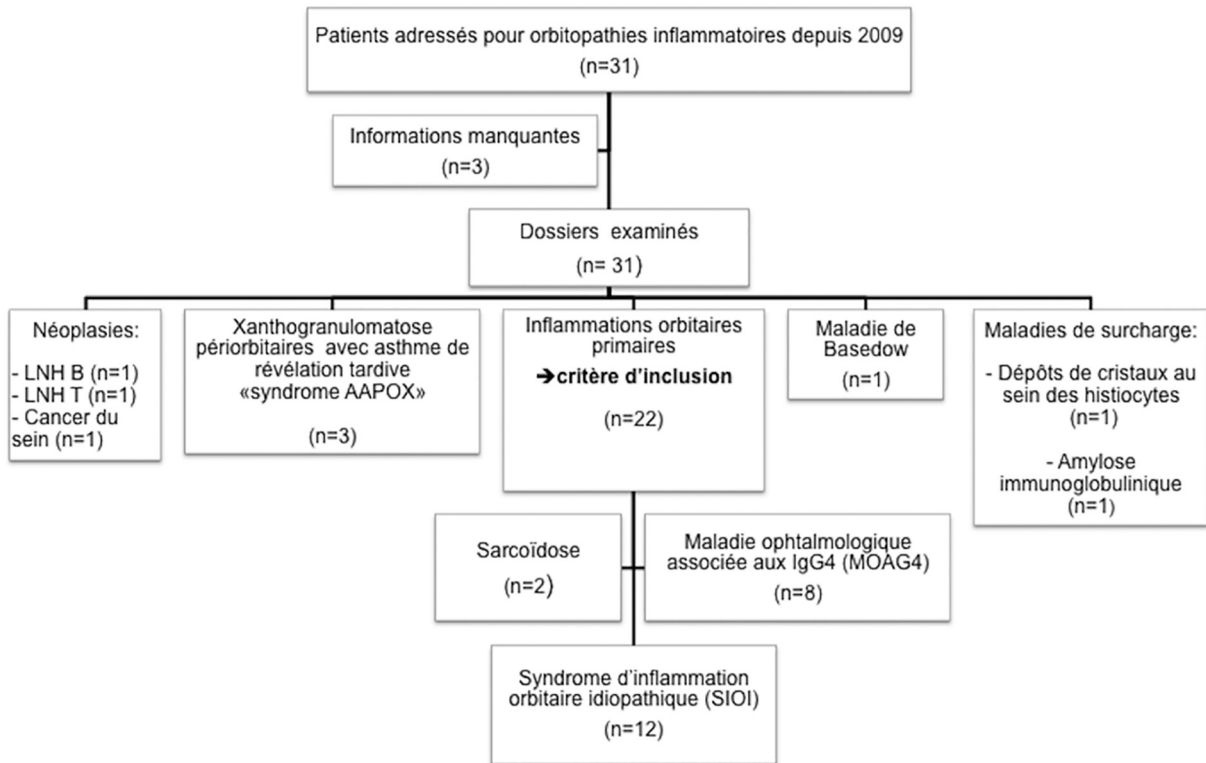 Patients adressés pour orbitopathies inflammatoires depuis 2009
(n=31)
Informations manquantes
(n=3)
Dossiers examinés
(n= 31)
Néoplasies:
- LNH B (n=1)
- LNH T (n=1)
- Cancer du
sein (n=1)
Xanthogranulomatose
périorbitaires avec asthme de
révélation tardive
«syndrome AAPOX»
(n=3)
Inflammations orbitaires
primaires
➔critère d'inclusion
(n=22)
Maladie de
Basedow
(n=1)
Maladies de surcharge:
- Dépôts de cristaux au
sein des histiocytes
(n=1)
- Amylose
immunoglobulinique
(n=1)
Sarcoïdose
(n=2)
Maladie ophtalmologique
associée aux IgG4 (MOAG4)
(n=8)
Syndrome d'inflammation
orbitaire idiopathique (SIOI)
(n=12)